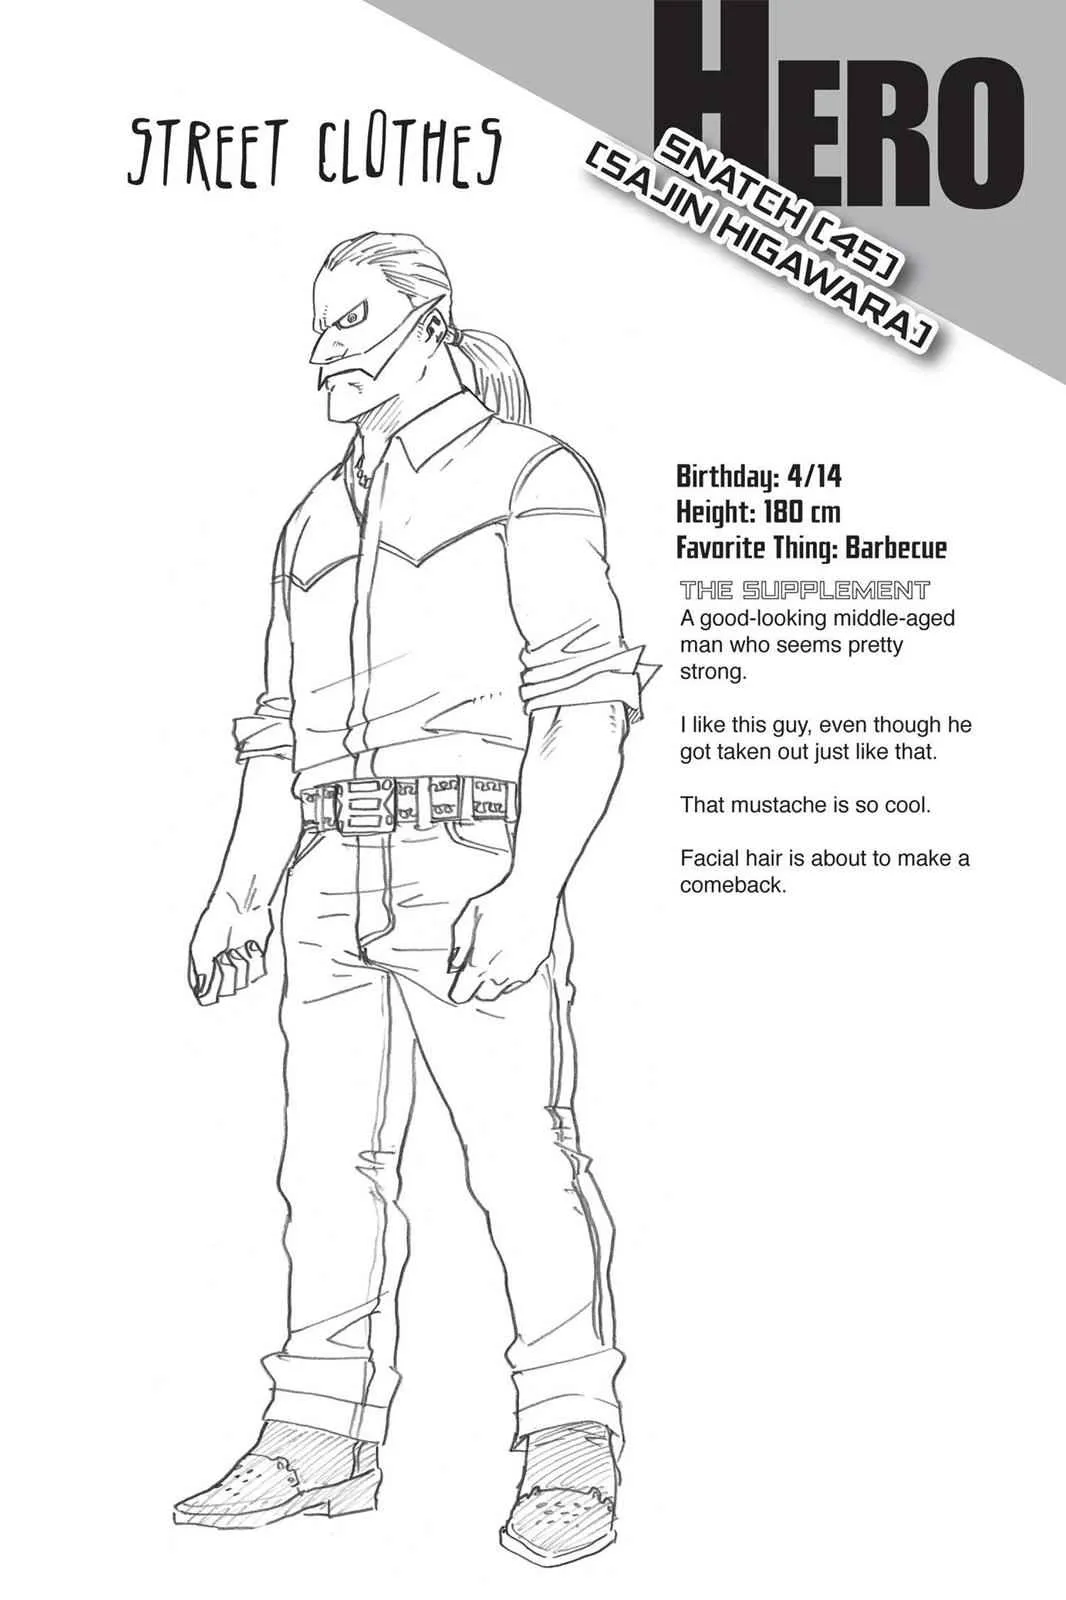 STREET CLOTHES
HERO
SNATCH (45)
(SAJIN HIGAWARA)
Birthday: 4/14
Height: 180 cm
Favorite Thing: Barbecue
THE SUPPLEMENT
A good-looking middle-aged
man who seems pretty
strong.
I like this guy, even though he
got taken out just like that.
That mustache is so cool.
Facial hair is about to make a
comeback.